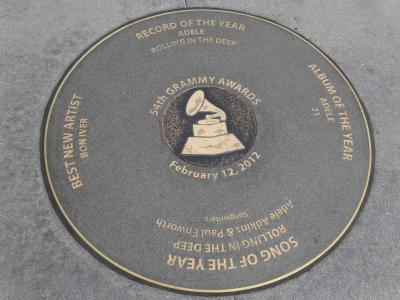 RECORD OF THE YEAR
ADELE
ROLLING IN THE DEEP
ALBUM OF THE YEAR
ADELE
21
SONG OF THE YEAR
ROLLING IN THE DEEP
Adele Adkins & Paul Epworth
Songwriters
BEST NEW ARTIST
BON IVER
54th GRAMMY AWARDS
February 12, 2012